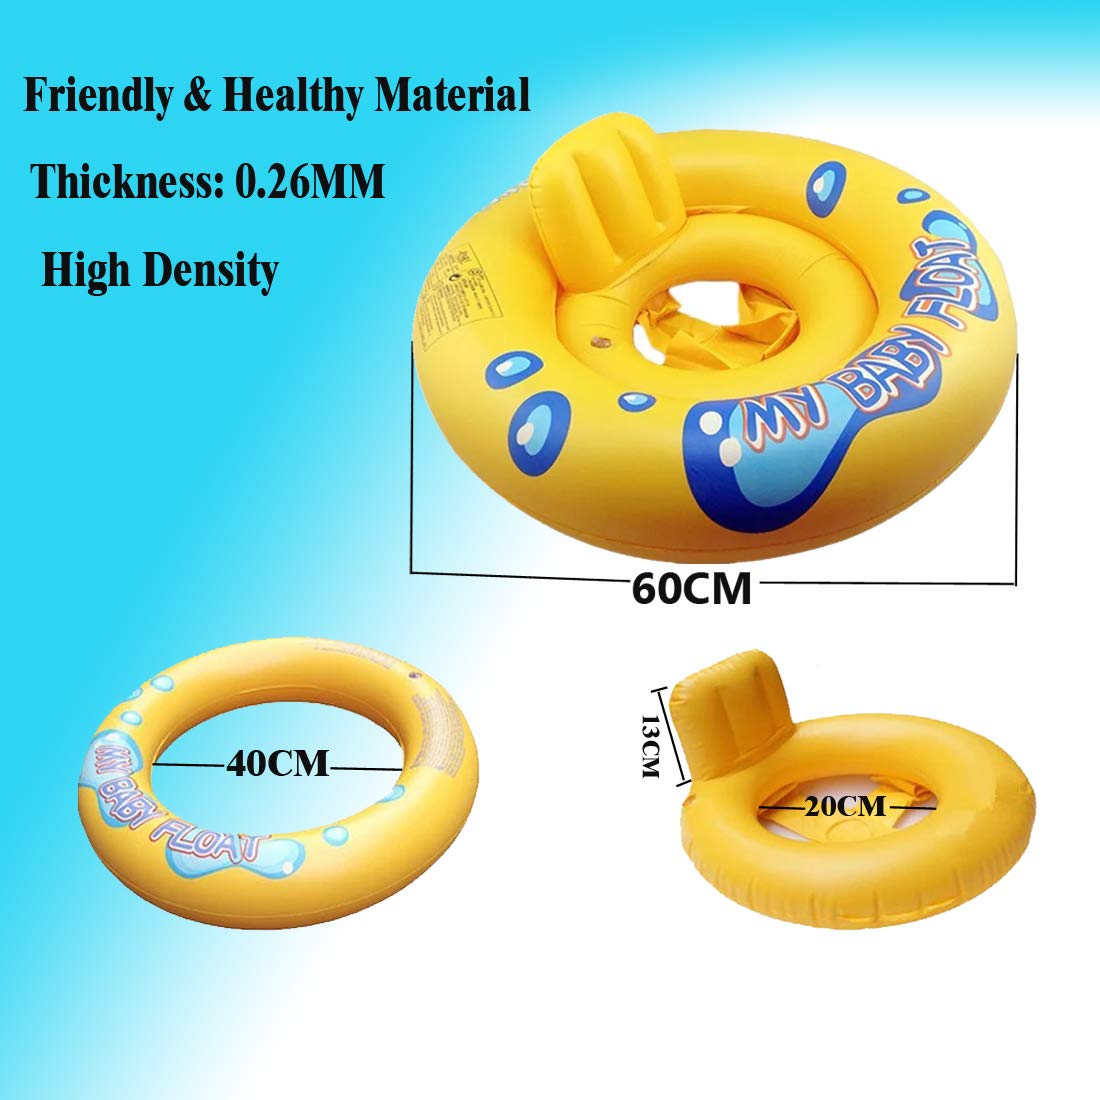 Friendly & Healthy Material
Thickness: 0.26MM
High Density
MY BABY FLOAT
60CM
40CM
MY BABY FLOAT
13CM
20CM